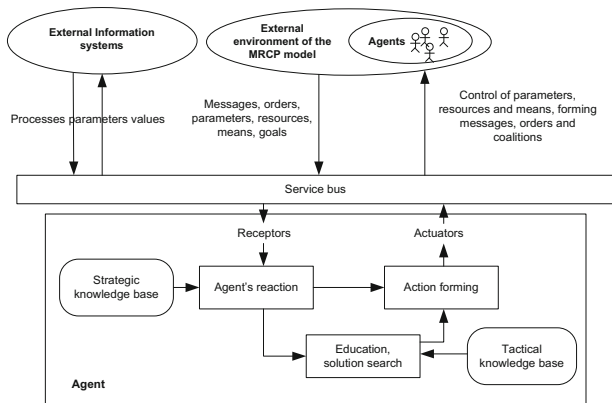 External Information
systems
External
environment of the
MRCP model
Agents
Processes parameters values
Messages, orders,
parameters, resources,
means, goals
Control of parameters,
resources and means, forming
messages, orders and
coalitions
Service bus
Receptors
Actuators
Strategic
knowledge base
Agent's reaction
Action forming
Education,
solution search
Tactical
knowledge base
Agent